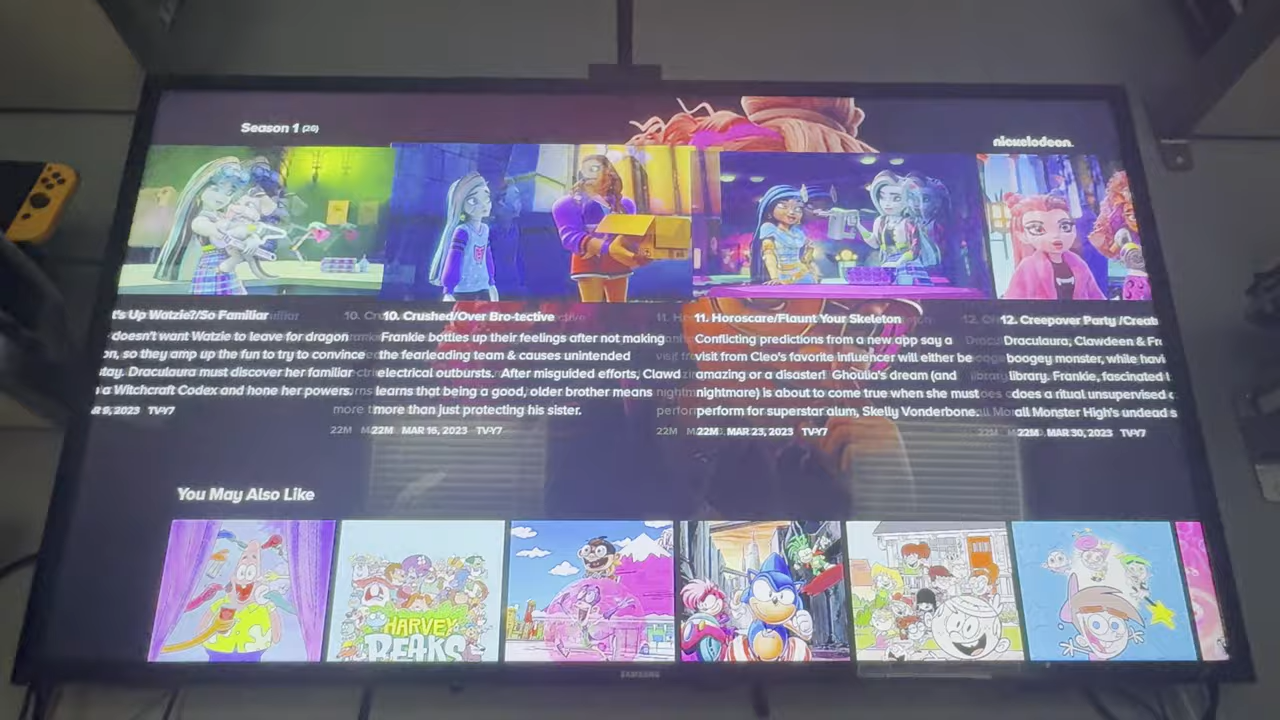 Season 1 (26)
nickelodeon
t's Up Watzie?/So Familiar
doesn't want Watzie to leave for dragon
on, so they amp up the fun to try to convince
stay. Draculaura must discover her familiar
a Witchcraft Codex and hone her powers.
9, 2023 TV-Y7
10. Crushed/Over Bro-tective
Frankie bottles up their feelings after not making
the fearleading team & causes unintended
electrical outbursts. After misguided efforts, Clawd
learns that being a good, older brother means
more than just protecting his sister.
22M MAR 16, 2023 TV-Y7
11. Horoscare/Flaunt Your Skeleton
Conflicting predictions from a new app say a
visit from Cleo's favorite influencer will either be
amazing or a disaster! Ghoulia's dream (and
nightmare) is about to come true when she must
perform for superstar alum, Skelly Vonderbone.
22M MAR 23, 2023 TV-Y7
12. Creepover Party /Creat
Draculaura, Clawdeen & Fr
boogey monster, while havi
library. Frankie, fascinated t
does a ritual unsupervised
all Monster High's undead s
22M MAR 30, 2023 TV-Y7
You May Also Like
HARVEY
BEAKS
SAMSUNG